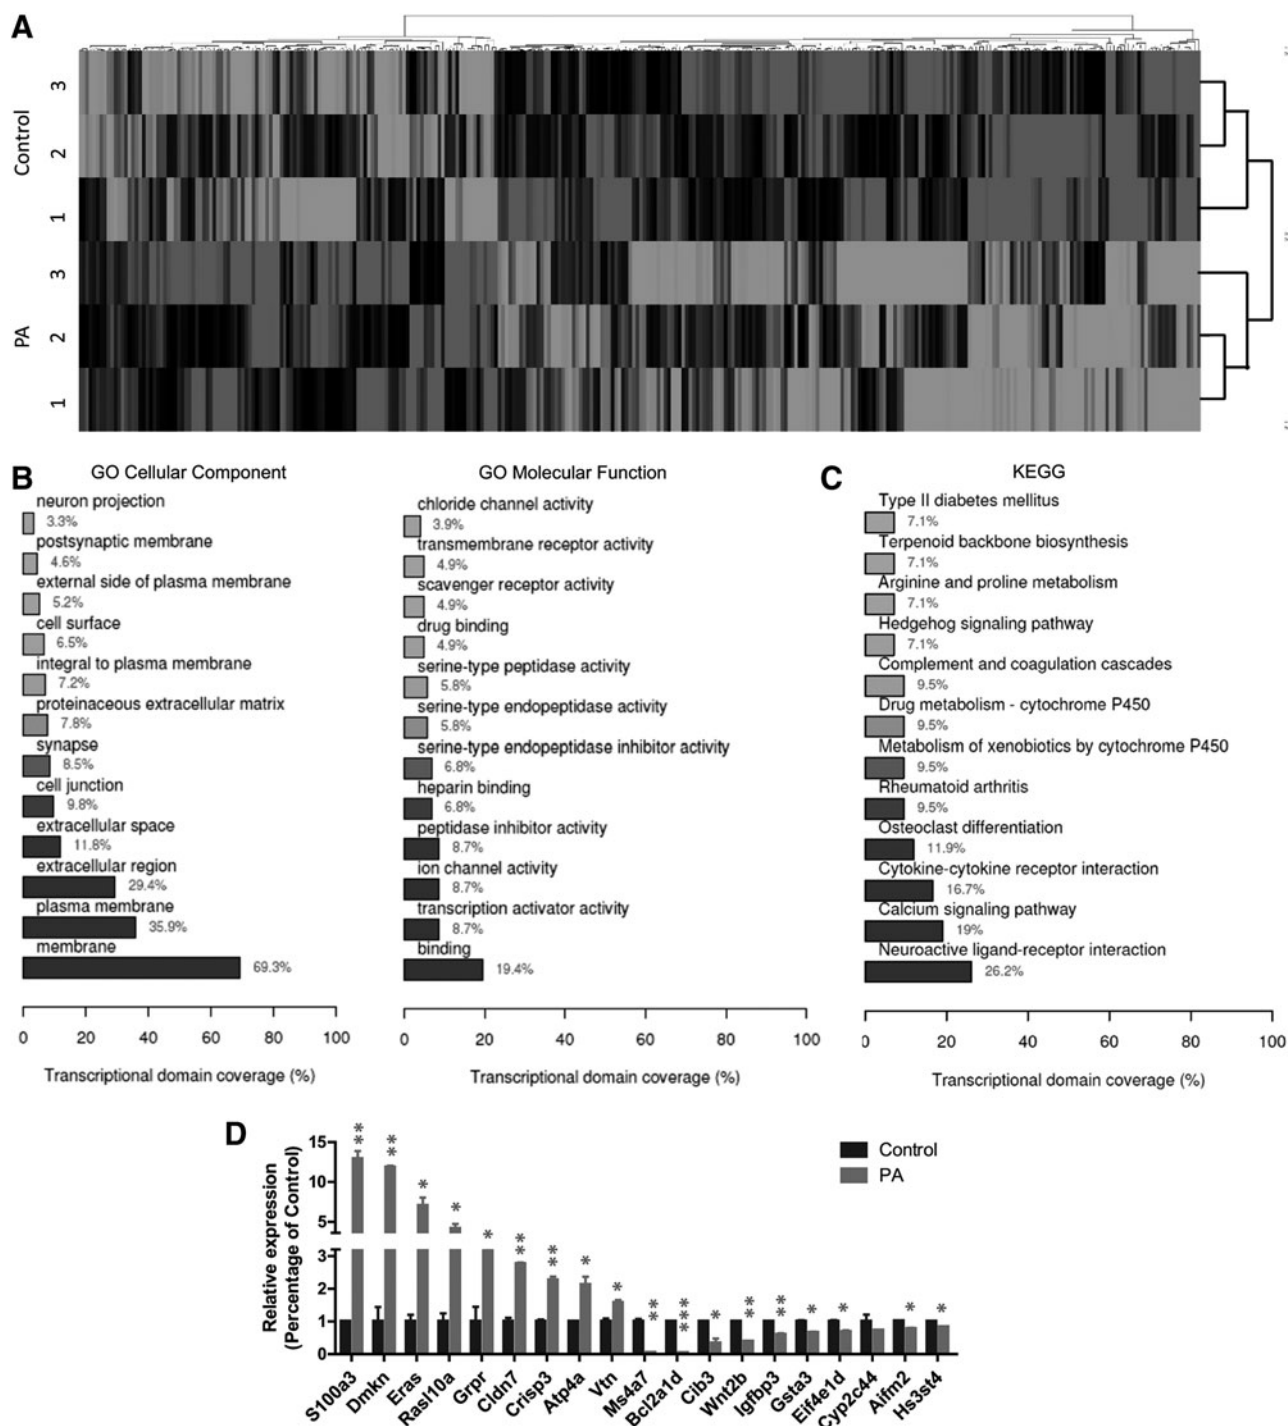 A
Control
3
2
1
PA
3
2
1
B
GO Cellular Component
neuron projection
3.3%
postsynaptic membrane
4.6%
external side of plasma membrane
5.2%
cell surface
6.5%
integral to plasma membrane
7.2%
proteinaceous extracellular matrix
7.8%
synapse
8.5%
cell junction
9.8%
extracellular space
11.8%
extracellular region
29.4%
plasma membrane
35.9%
membrane
69.3%
0 20 40 60 80 100
Transcriptional domain coverage (%)
GO Molecular Function
chloride channel activity
3.9%
transmembrane receptor activity
4.9%
scavenger receptor activity
4.9%
drug binding
4.9%
serine-type peptidase activity
5.8%
serine-type endopeptidase activity
5.8%
serine-type endopeptidase inhibitor activity
6.8%
heparin binding
6.8%
peptidase inhibitor activity
8.7%
ion channel activity
8.7%
transcription activator activity
8.7%
binding
19.4%
0 20 40 60 80 100
Transcriptional domain coverage (%)
C
KEGG
Type II diabetes mellitus
7.1%
Terpenoid backbone biosynthesis
7.1%
Arginine and proline metabolism
7.1%
Hedgehog signaling pathway
7.1%
Complement and coagulation cascades
9.5%
Drug metabolism - cytochrome P450
9.5%
Metabolism of xenobiotics by cytochrome P450
9.5%
Rheumatoid arthritis
9.5%
Osteoclast differentiation
11.9%
Cytokine-cytokine receptor interaction
16.7%
Calcium signaling pathway
19%
Neuroactive ligand-receptor interaction
26.2%
0 20 40 60 80 100
Transcriptional domain coverage (%)
D
Relative expression
(Percentage of Control)
15
10
5
3
2
1
0
** ** * * * ** ** * * ** *** * ** ** * * * *
Control
PA
S100a3
Dmkn
Eras
Rasl10a
Grpr
Cldn7
Crisp3
Atp4a
Vtn
Ms4a7
Bcl2a1d
Cib3
Wnt2b
Igfbp3
Gsta3
Eif4e1d
Cyp2c44
Aifm2
Hs3st4